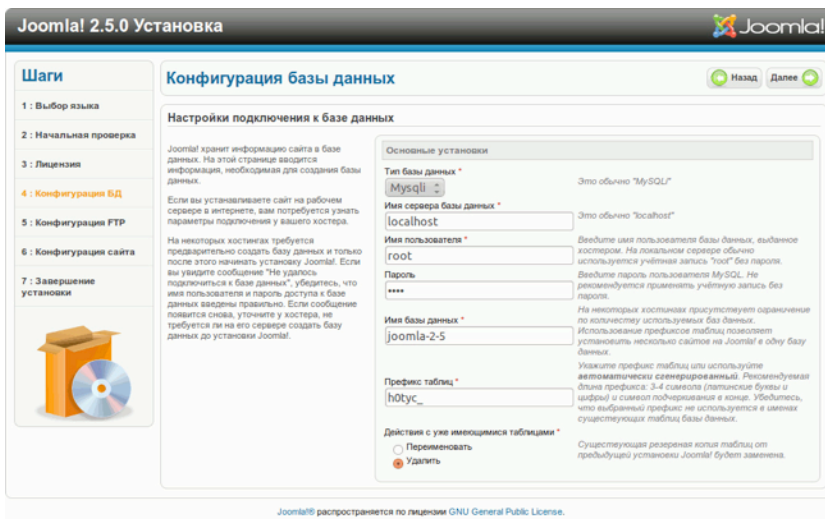 Joomla! 2.5.0 Установка
Joomla!
Шаги
1 : Выбор языка
2 : Начальная проверка
3 : Лицензия
4 : Конфигурация БД
5 : Конфигурация FTP
6 : Конфигурация сайта
7 : Завершение
установки
Конфигурация базы данных
Назад
Далее
Настройки подключения к базе данных
Joomla! хранит информацию сайта в базе
данных. На этой странице вводится
информация, необходимая для создания базы
данных.
Если вы устанавливаете сайт на рабочем
сервере в интернете, вам потребуется узнать
параметры подключения у вашего хостера.
На некоторых хостингах требуется
предварительно создать базу данных и только
после этого начинать установку Joomla!. Если
вы увидите сообщение "Не удалось
подключиться к базе данных", убедитесь, что
имя пользователя и пароль доступа к базе
данных введены правильно. Если сообщение
появится снова, уточните у хостера, не
требуется ли на его сервере создать базу
данных до установки Joomla!.
Основные установки
Тип базы данных *
Mysqli
Это обычно "MySQLi"
Имя сервера базы данных *
localhost
Это обычно "localhost"
Имя пользователя *
root
Введите имя пользователя базы данных, выданное
хостером. На локальном сервере обычно
используется учётная запись "root" без пароля.
Пароль
••••
Введите пароль пользователя MySQL. Не
рекомендуется применять учётную запись без
пароля.
Имя базы данных *
joomla-2-5
На некоторых хостингах присутствует ограничение
по количеству используемых баз данных.
Использование префиксов таблиц позволяет
установить несколько сайтов на Joomla! в одну базу
данных.
Префикс таблиц *
h0tyc_
Укажите префикс таблиц или используйте
автоматически сгенерированный. Рекомендуемая
длина префикса: 3-4 символа (латинские буквы и
цифры) и символ подчеркивания в конце. Убедитесь,
что выбранный префикс не используется в именах
существующих таблиц базы данных.
Действия с уже имеющимися таблицами *
Переименовать
Удалить
Существующая резервная копия таблиц от
предыдущей установки Joomla! будет заменена.
Joomla!® распространяется по лицензии GNU General Public License.